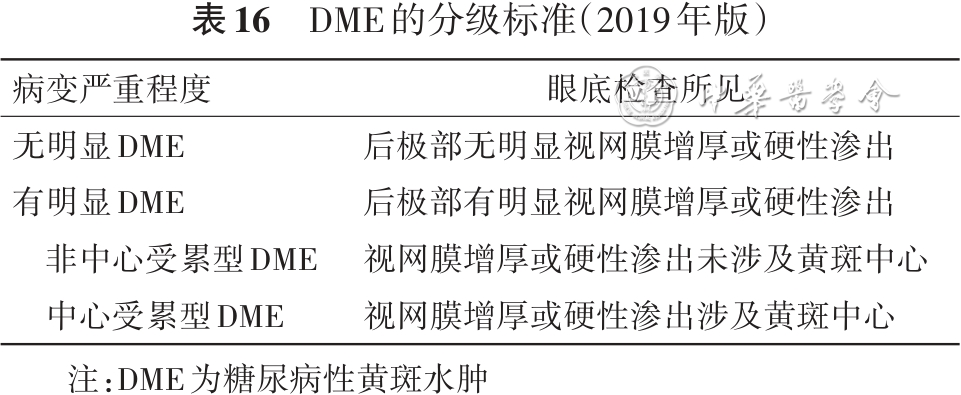 表16 DME的分级标准(2019年版)
病变严重程度 眼底检查所见
中华医学会
无明显DME 后极部无明显视网膜增厚或硬性渗出
有明显DME 后极部有明显视网膜增厚或硬性渗出
非中心受累型DME 视网膜增厚或硬性渗出未涉及黄斑中心
中心受累型DME 视网膜增厚或硬性渗出涉及黄斑中心
注:DME为糖尿病性黄斑水肿